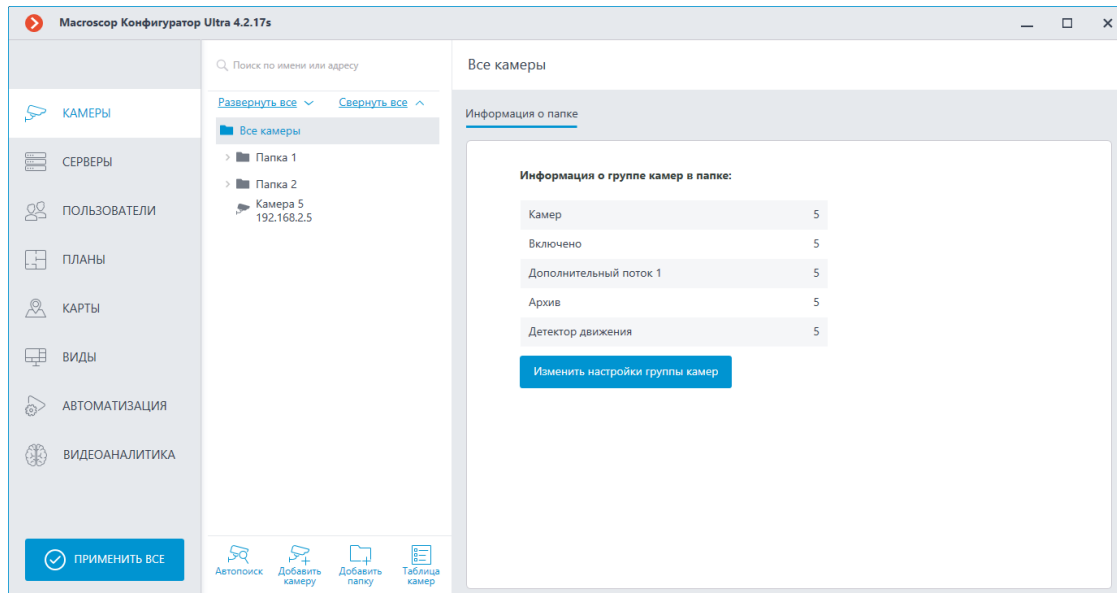 Macroscop Конфигуратор Ultra 4.2.17s
КАМЕРЫ
СЕРВЕРЫ
ПОЛЬЗОВАТЕЛИ
ПЛАНЫ
КАРТЫ
ВИДЫ
АВТОМАТИЗАЦИЯ
ВИДЕОАНАЛИТИКА
ПРИМЕНИТЬ ВСЕ
Поиск по имени или адресу
Развернуть все Свернуть все
Все камеры
Папка 1
Папка 2
Камера 5
192.168.2.5
Автопоиск
Добавить
камеру
Добавить
папку
Таблица
камер
Все камеры
Информация о папке
Информация о группе камер в папке:
Камер 5
Включено 5
Дополнительный поток 1 5
Архив 5
Детектор движения 5
Изменить настройки группы камер